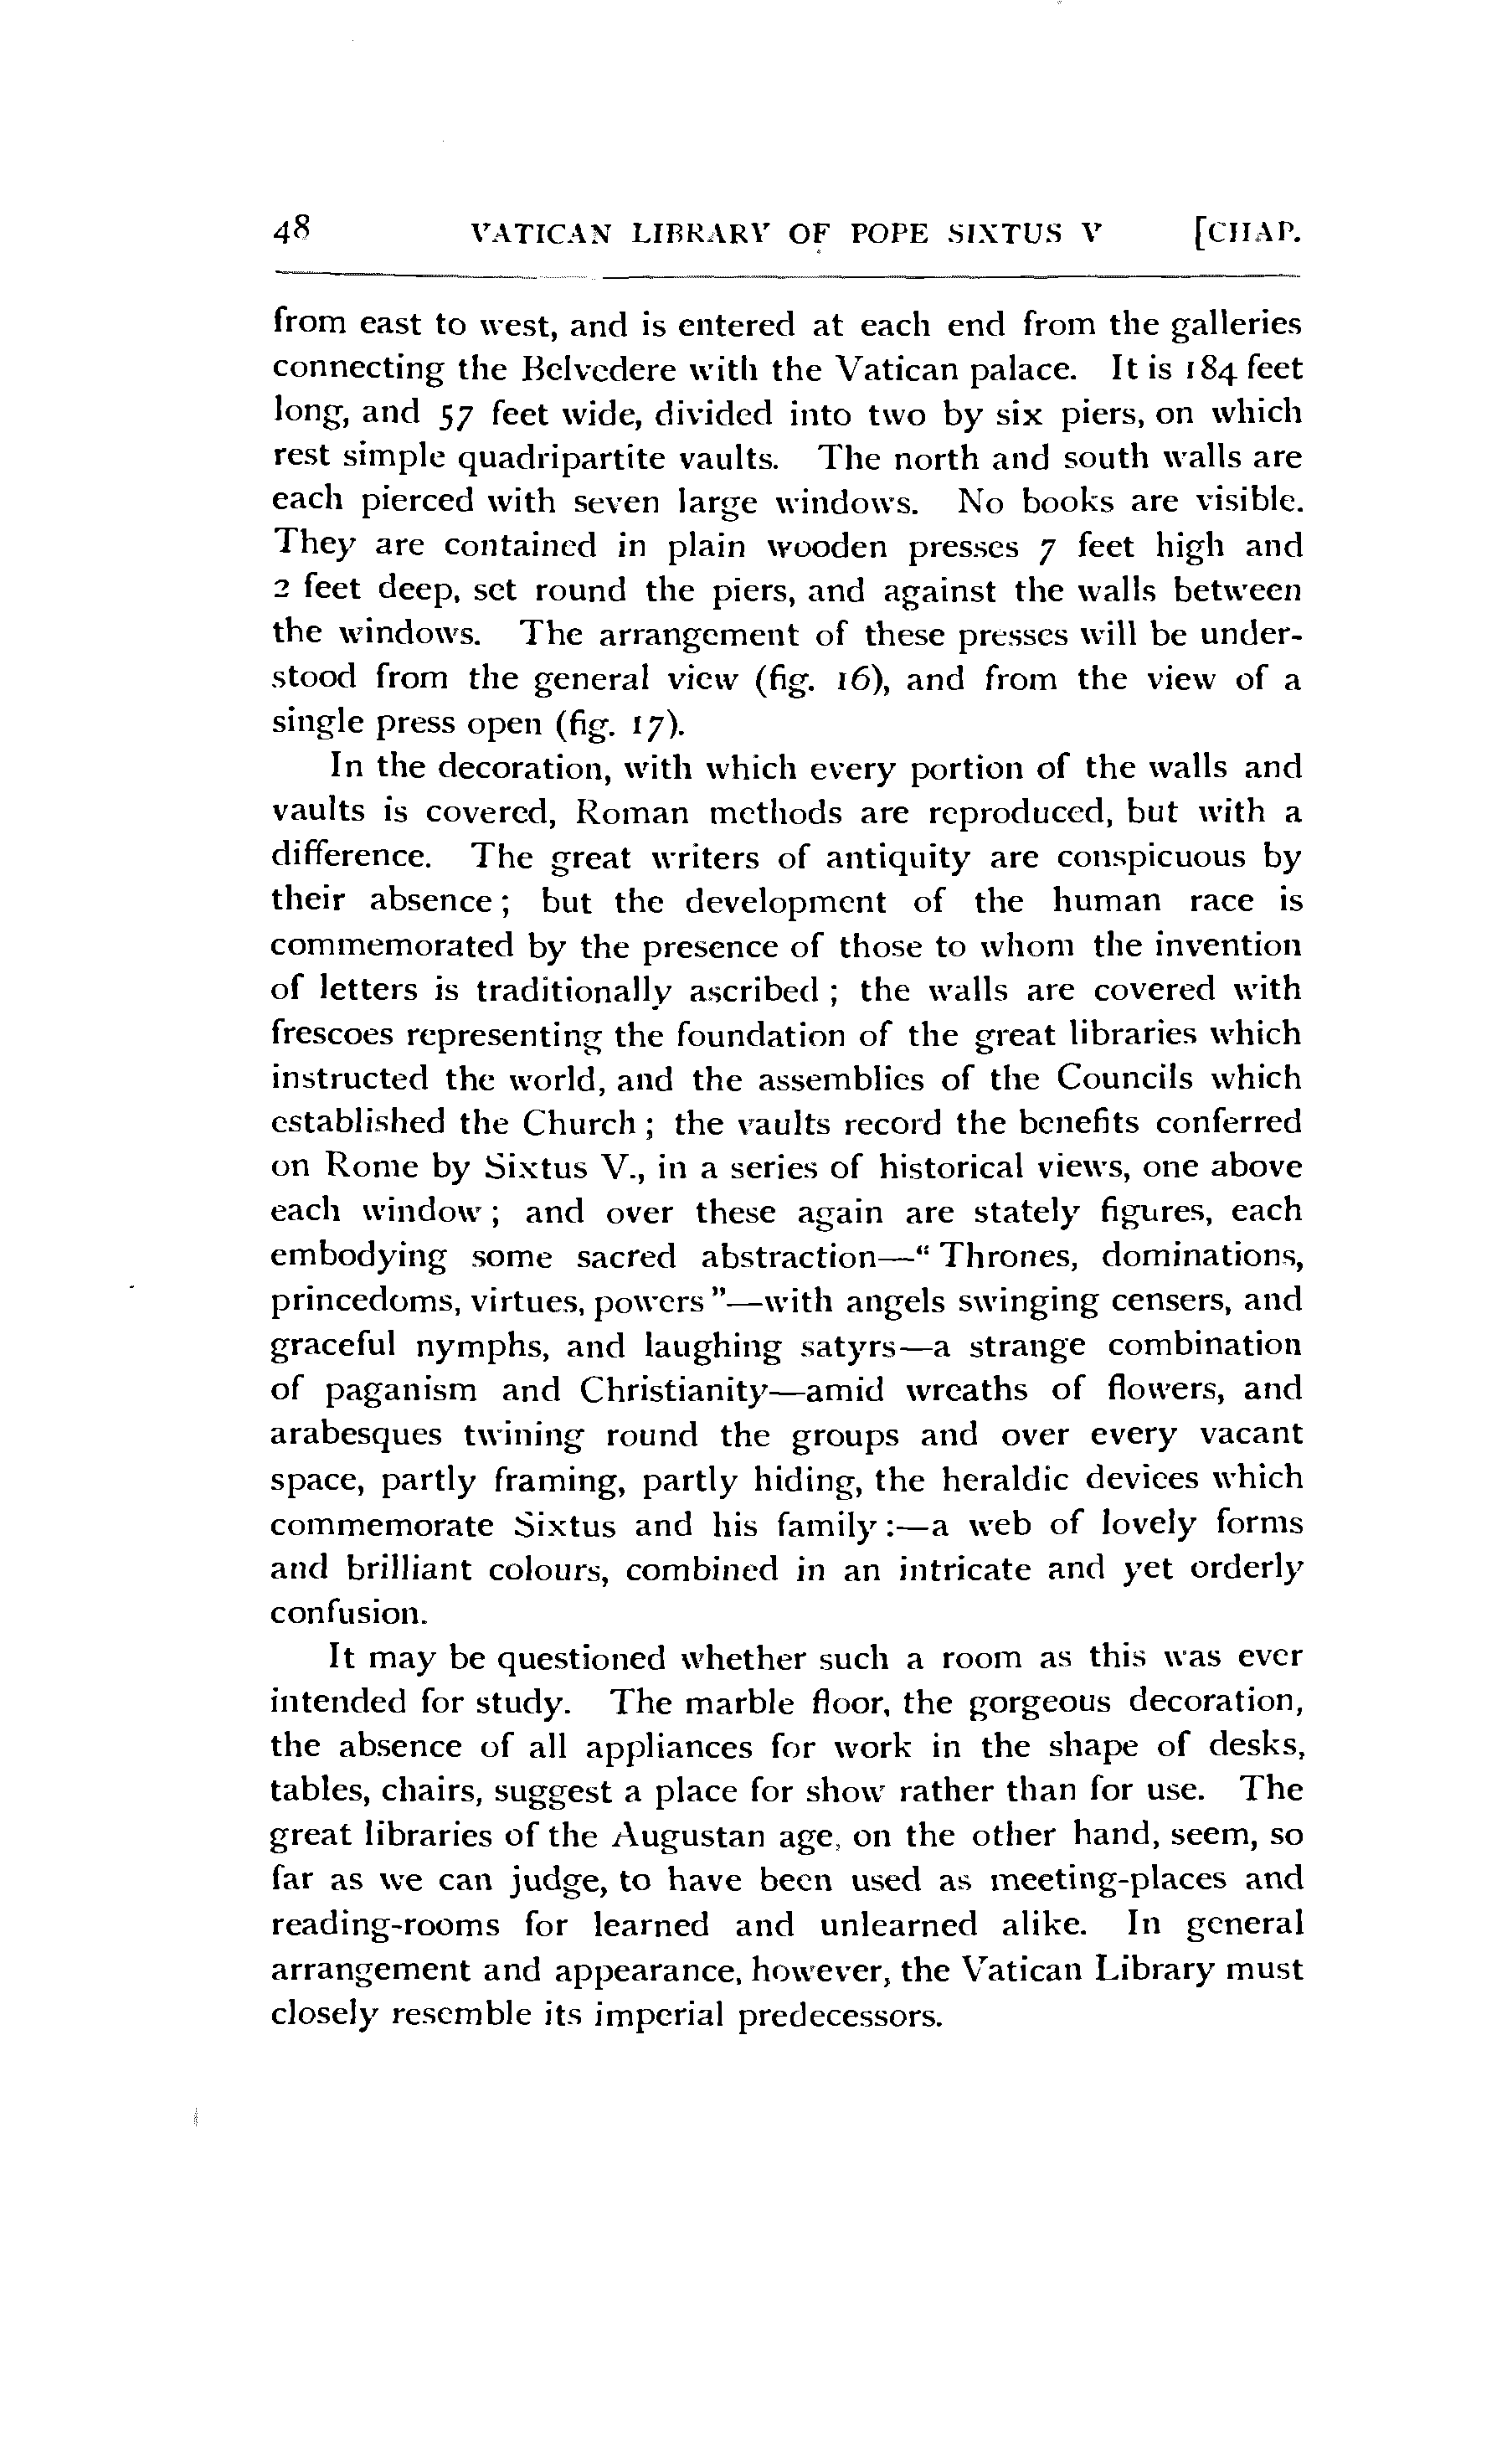 48 VATICAN LIBRARY OF POPE SIXTUS V [CHAP.
from east to west, and is entered at each end from the galleries
connecting the Belvedere with the Vatican palace. It is 184 feet
long, and 57 feet wide, divided into two by six piers, on which
rest simple quadripartite vaults. The north and south walls are
each pierced with seven large windows. No books are visible.
They are contained in plain wooden presses 7 feet high and
2 feet deep, set round the piers, and against the walls between
the windows. The arrangement of these presses will be under-
stood from the general view (fig. 16), and from the view of a
single press open (fig. 17).
In the decoration, with which every portion of the walls and
vaults is covered, Roman methods are reproduced, but with a
difference. The great writers of antiquity are conspicuous by
their absence; but the development of the human race is
commemorated by the presence of those to whom the invention
of letters is traditionally ascribed; the walls are covered with
frescoes representing the foundation of the great libraries which
instructed the world, and the assemblies of the Councils which
established the Church; the vaults record the benefits conferred
on Rome by Sixtus V., in a series of historical views, one above
each window; and over these again are stately figures, each
embodying some sacred abstraction—“Thrones, dominations,
princedoms, virtues, powers”—with angels swinging censers, and
graceful nymphs, and laughing satyrs—a strange combination
of paganism and Christianity—amid wreaths of flowers, and
arabesques twining round the groups and over every vacant
space, partly framing, partly hiding, the heraldic devices which
commemorate Sixtus and his family:—a web of lovely forms
and brilliant colours, combined in an intricate and yet orderly
confusion.
It may be questioned whether such a room as this was ever
intended for study. The marble floor, the gorgeous decoration,
the absence of all appliances for work in the shape of desks,
tables, chairs, suggest a place for show rather than for use. The
great libraries of the Augustan age, on the other hand, seem, so
far as we can judge, to have been used as meeting-places and
reading-rooms for learned and unlearned alike. In general
arrangement and appearance, however, the Vatican Library must
closely resemble its imperial predecessors.